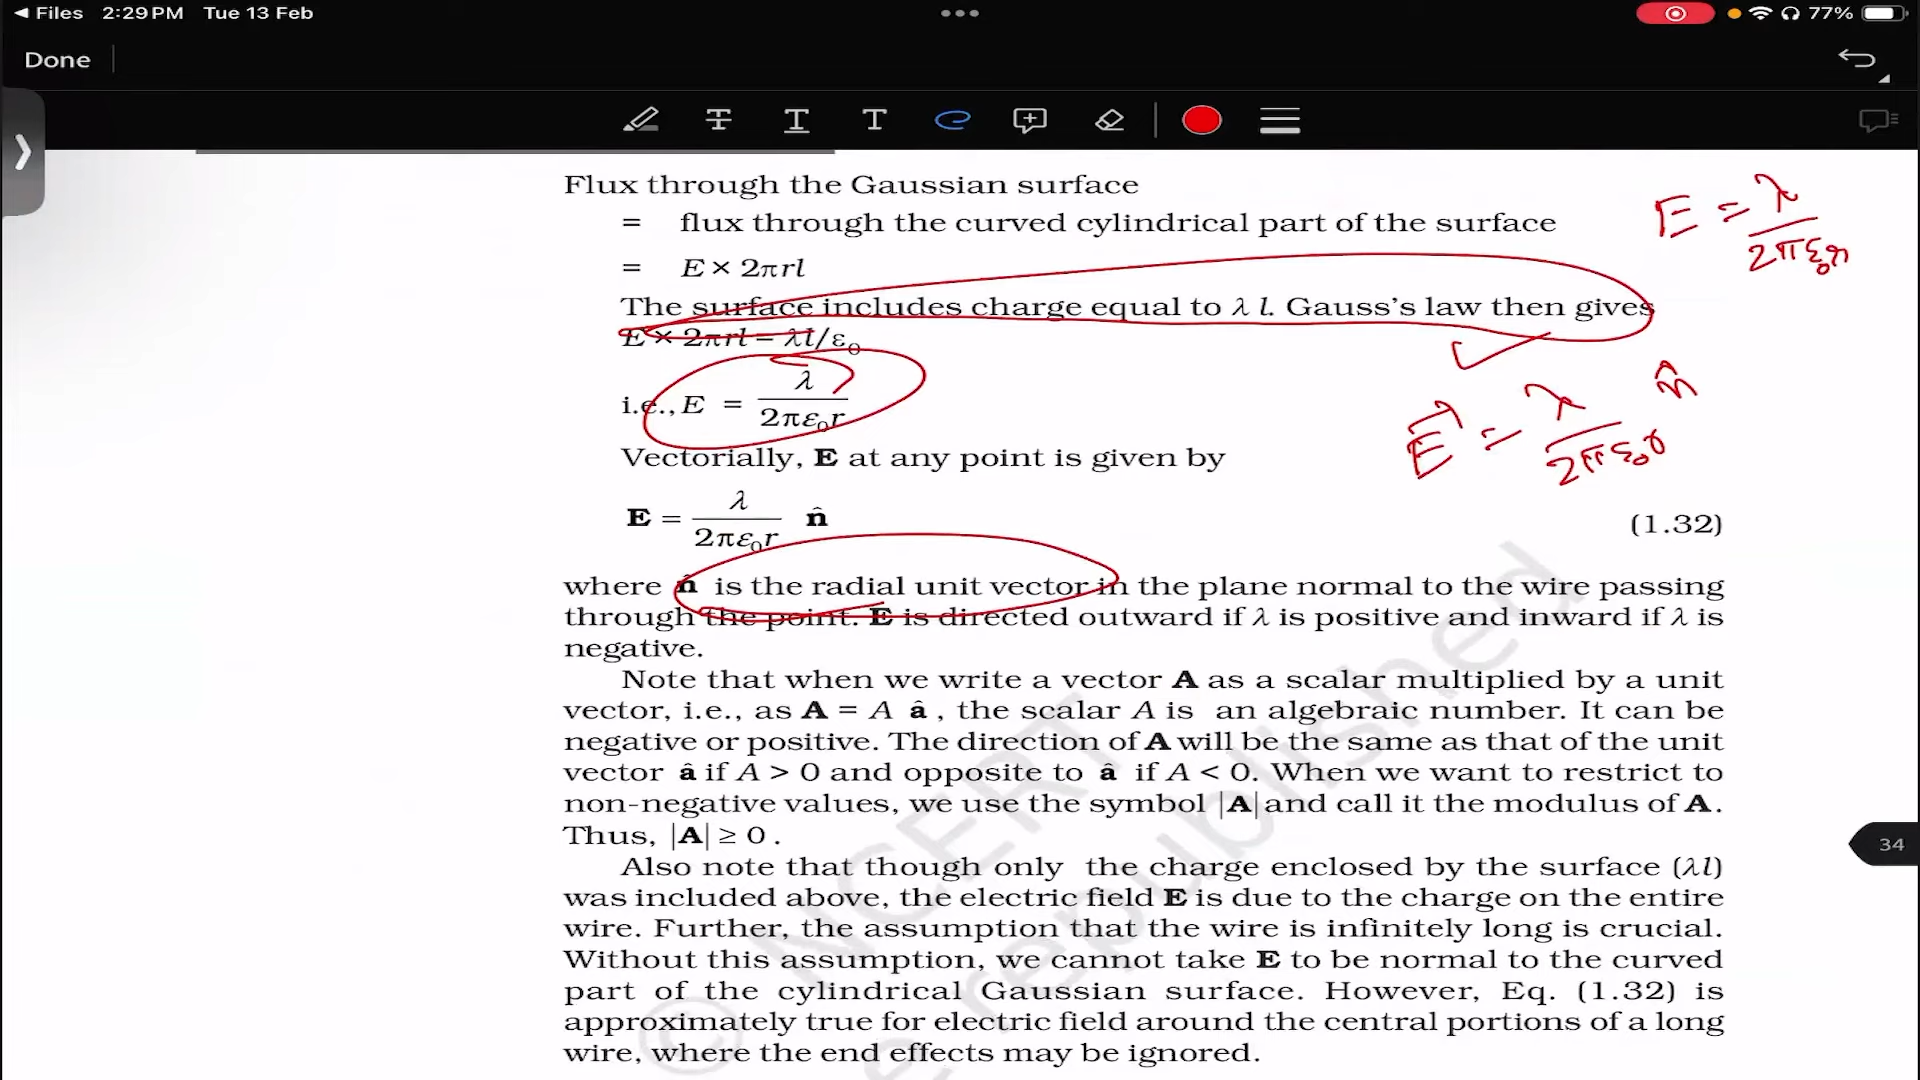 Files 2:29 PM Tue 13 Feb
77%
Done
Flux through the Gaussian surface
= flux through the curved cylindrical part of the surface
= E × 2πrl
The surface includes charge equal to λ l. Gauss's law then gives
E × 2πrl = λl/ε₀
i.e., E = λ/2πε₀r
Vectorially, E at any point is given by
E = λ/2πε₀r n̂ (1.32)
where n̂ is the radial unit vector in the plane normal to the wire passing
through the point. E is directed outward if λ is positive and inward if λ is
negative.
Note that when we write a vector A as a scalar multiplied by a unit
vector, i.e., as A = A â , the scalar A is an algebraic number. It can be
negative or positive. The direction of A will be the same as that of the unit
vector â if A > 0 and opposite to â if A < 0. When we want to restrict to
non-negative values, we use the symbol |A| and call it the modulus of A.
Thus, |A| ≥ 0 .
Also note that though only the charge enclosed by the surface (λl)
was included above, the electric field E is due to the charge on the entire
wire. Further, the assumption that the wire is infinitely long is crucial.
Without this assumption, we cannot take E to be normal to the curved
part of the cylindrical Gaussian surface. However, Eq. (1.32) is
approximately true for electric field around the central portions of a long
wire, where the end effects may be ignored.
E = λ/2πε₀r
E⃗ = λ/2πε₀r n̂
34
© NCERT
republished